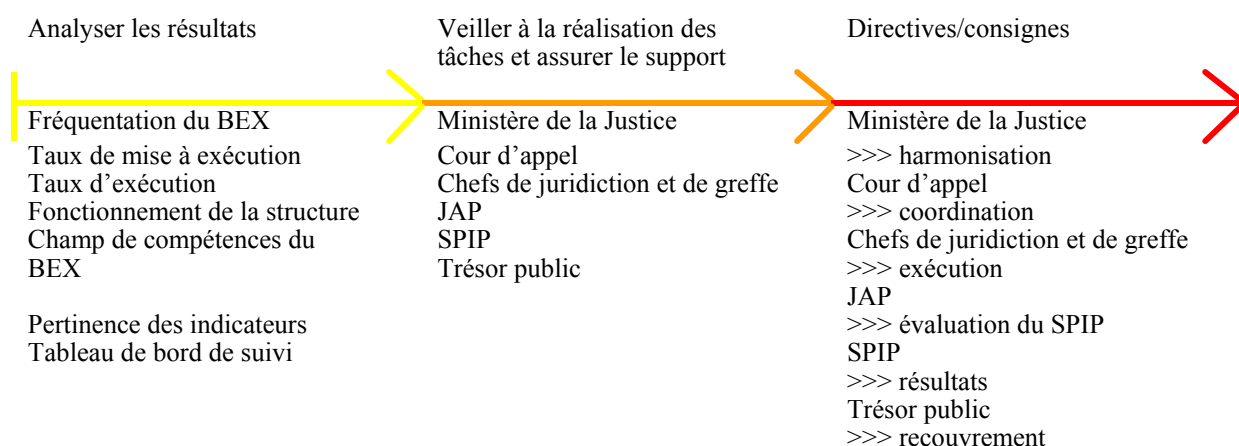 Analyser les résultats
Veiller à la réalisation des
tâches et assurer le support
Directives/consignes
Fréquentation du BEX
Taux de mise à exécution
Taux d'exécution
Fonctionnement de la structure
Champ de compétences du
BEX
Pertinence des indicateurs
Tableau de bord de suivi
Ministère de la Justice
Cour d'appel
Chefs de juridiction et de greffe
JAP
SPIP
Trésor public
Ministère de la Justice
>>> harmonisation
Cour d'appel
>>> coordination
Chefs de juridiction et de greffe
>>> exécution
JAP
>>> évaluation du SPIP
SPIP
>>> résultats
Trésor public
>>> recouvrement